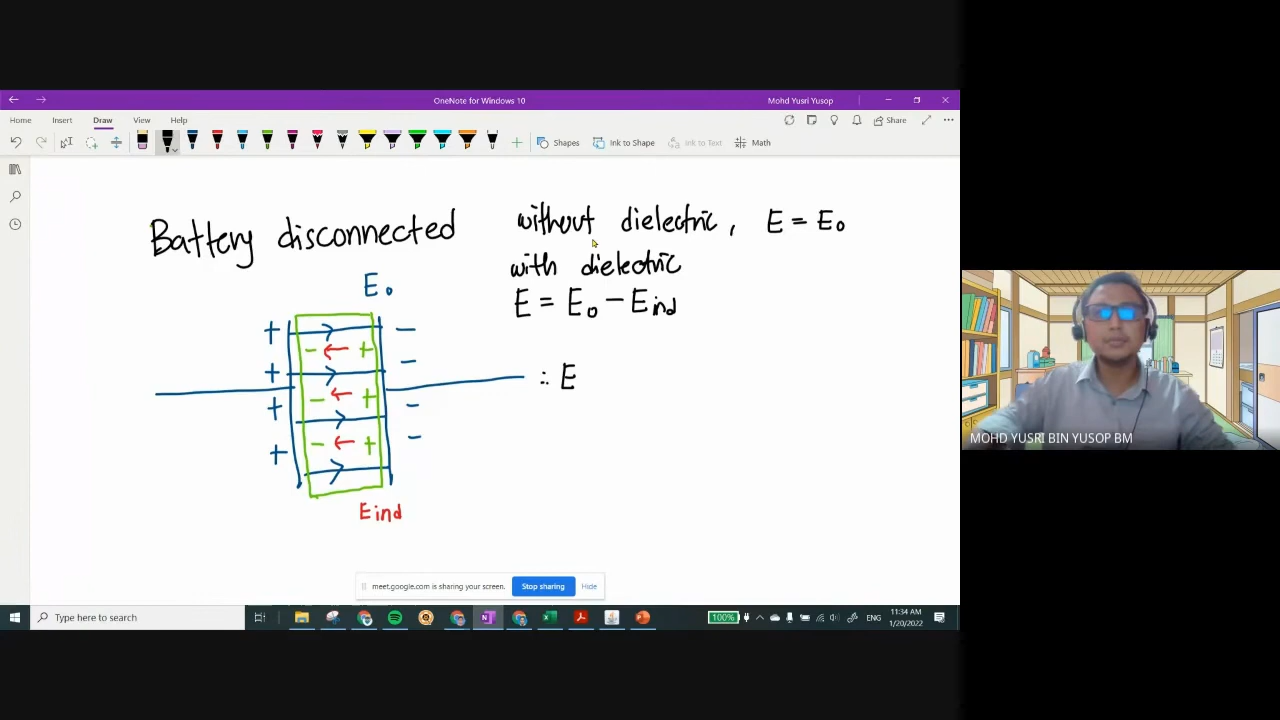 OneNote for Windows 10
Mohd Yusri Yusop
Home Insert Draw View Help
Share
Shapes
Ink to Shape
Ink to Text
Math
Battery disconnected
without dielectric, E = E₀
with dielectric
E = E₀ − Eind
∴ E
E₀
+ −
− +
+ −
− +
+ −
− +
+ −
Eind
MOHD YUSRI BIN YUSOP BM
meet.google.com is sharing your screen. Stop sharing Hide
Type here to search
100%
ENG
11:34 AM
1/20/2022